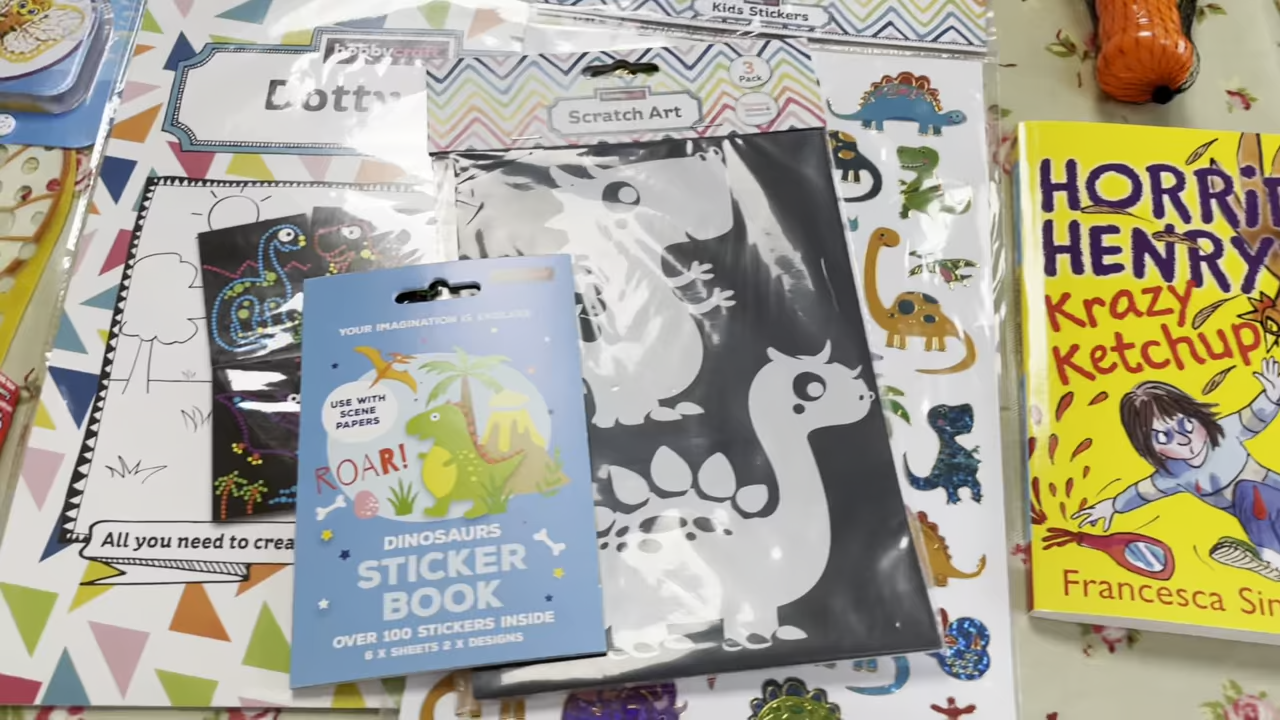 Kids Stickers
hobbycraft
Dotty
3
Pack
Scratch Art
HORRi
HENRY
Krazy
Ketchup
YOUR IMAGINATION IS ENDLESS
USE WITH
SCENE
PAPERS
ROAR!
All you need to crea
DINOSAURS
STICKER
BOOK
OVER 100 STICKERS INSIDE
6 X SHEETS 2 X DESIGNS
Francesca Sim